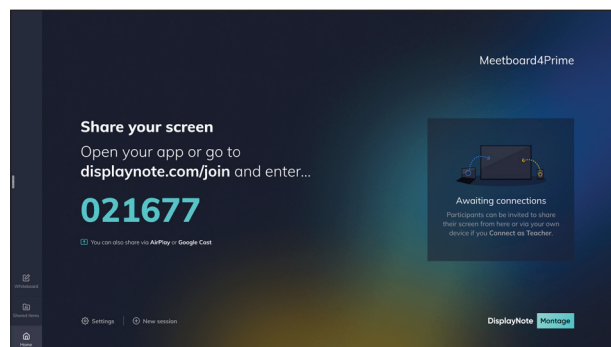 Meetboard4Prime
Share your screen
Open your app or go to
displaynote.com/join and enter...
021677
You can also share via AirPlay or Google Cast
Awaiting connections
Participants can be invited to share
their screen from here or via your own
device if you Connect as Teacher.
Whiteboard
Shared items
Home
Settings
New session
DisplayNote Montage